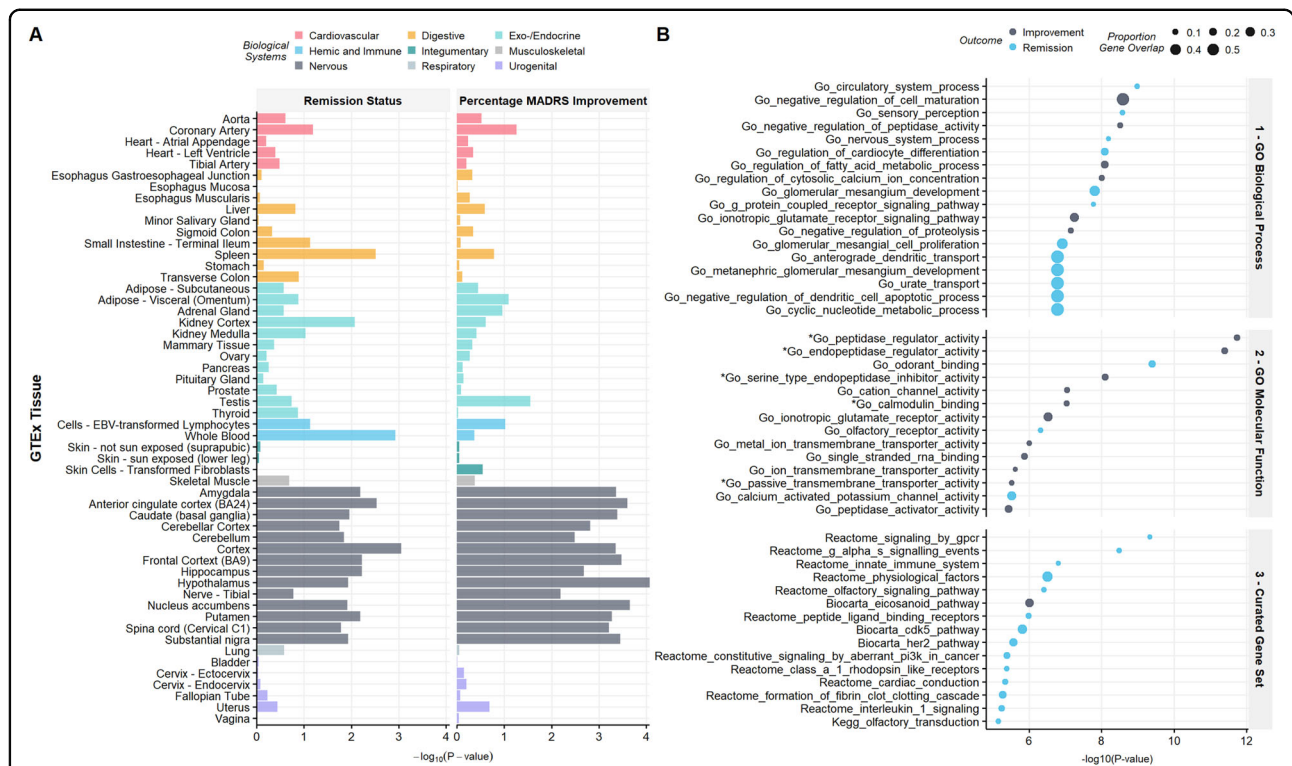 A
Biological Systems
Cardiovascular
Digestive
Exo-/Endocrine
Hemic and Immune
Integumentary
Musculoskeletal
Nervous
Respiratory
Urogenital
Remission Status
Percentage MADRS Improvement
GTEx Tissue
Aorta
Coronary Artery
Heart - Atrial Appendage
Heart - Left Ventricle
Tibial Artery
Esophagus Gastroesophageal Junction
Esophagus Mucosa
Esophagus Muscularis
Liver
Minor Salivary Gland
Sigmoid Colon
Small Instestine - Terminal Ileum
Spleen
Stomach
Transverse Colon
Adipose - Subcutaneous
Adipose - Visceral (Omentum)
Adrenal Gland
Kidney Cortex
Kidney Medulla
Mammary Tissue
Ovary
Pancreas
Pituitary Gland
Prostate
Testis
Thyroid
Cells - EBV-transformed Lymphocytes
Whole Blood
Skin - not sun exposed (suprapubic)
Skin - sun exposed (lower leg)
Skin Cells - Transformed Fibroblasts
Skeletal Muscle
Amygdala
Anterior cingulate cortex (BA24)
Caudate (basal ganglia)
Cerebellar Cortex
Cerebellum
Cortex
Frontal Cortext (BA9)
Hippocampus
Hypothalamus
Nerve - Tibial
Nucleus accumbens
Putamen
Spinal cord (Cervical C1)
Substantial nigra
Lung
Bladder
Cervix - Ectocervix
Cervix - Endocervix
Fallopian Tube
Uterus
Vagina
0 1 2 3 4 0 1 2 3 4
−log10(P − value)
B
Outcome
Improvement
Remission
Proportion Gene Overlap
0.1 0.2 0.3
0.4 0.5
Go_circulatory_system_process
Go_negative_regulation_of_cell_maturation
Go_sensory_perception
Go_negative_regulation_of_peptidase_activity
Go_nervous_system_process
Go_regulation_of_cardiocyte_differentiation
Go_regulation_of_fatty_acid_metabolic_process
Go_regulation_of_cytosolic_calcium_ion_concentration
Go_glomerular_mesangium_development
Go_g_protein_coupled_receptor_signaling_pathway
Go_ionotropic_glutamate_receptor_signaling_pathway
Go_negative_regulation_of_proteolysis
Go_glomerular_mesangial_cell_proliferation
Go_anterograde_dendritic_transport
Go_metanephric_glomerular_mesangium_development
Go_urate_transport
Go_negative_regulation_of_dendritic_cell_apoptotic_process
Go_cyclic_nucleotide_metabolic_process
1 - GO Biological Process
*Go_peptidase_regulator_activity
*Go_endopeptidase_regulator_activity
Go_odorant_binding
*Go_serine_type_endopeptidase_inhibitor_activity
Go_cation_channel_activity
*Go_calmodulin_binding
Go_ionotropic_glutamate_receptor_activity
Go_olfactory_receptor_activity
Go_metal_ion_transmembrane_transporter_activity
Go_single_stranded_rna_binding
Go_ion_transmembrane_transporter_activity
*Go_passive_transmembrane_transporter_activity
Go_calcium_activated_potassium_channel_activity
Go_peptidase_activator_activity
2 - GO Molecular Function
Reactome_signaling_by_gpcr
Reactome_g_alpha_s_signalling_events
Reactome_innate_immune_system
Reactome_physiological_factors
Reactome_olfactory_signaling_pathway
Biocarta_eicosanoid_pathway
Reactome_peptide_ligand_binding_receptors
Biocarta_cdk5_pathway
Biocarta_her2_pathway
Reactome_constitutive_signaling_by_aberrant_pi3k_in_cancer
Reactome_class_a_1_rhodopsin_like_receptors
Reactome_cardiac_conduction
Reactome_formation_of_fibrin_clot_clotting_cascade
Reactome_interleukin_1_signaling
Kegg_olfactory_transduction
3 - Curated Gene Set
6 8 10 12
-log10(P-value)